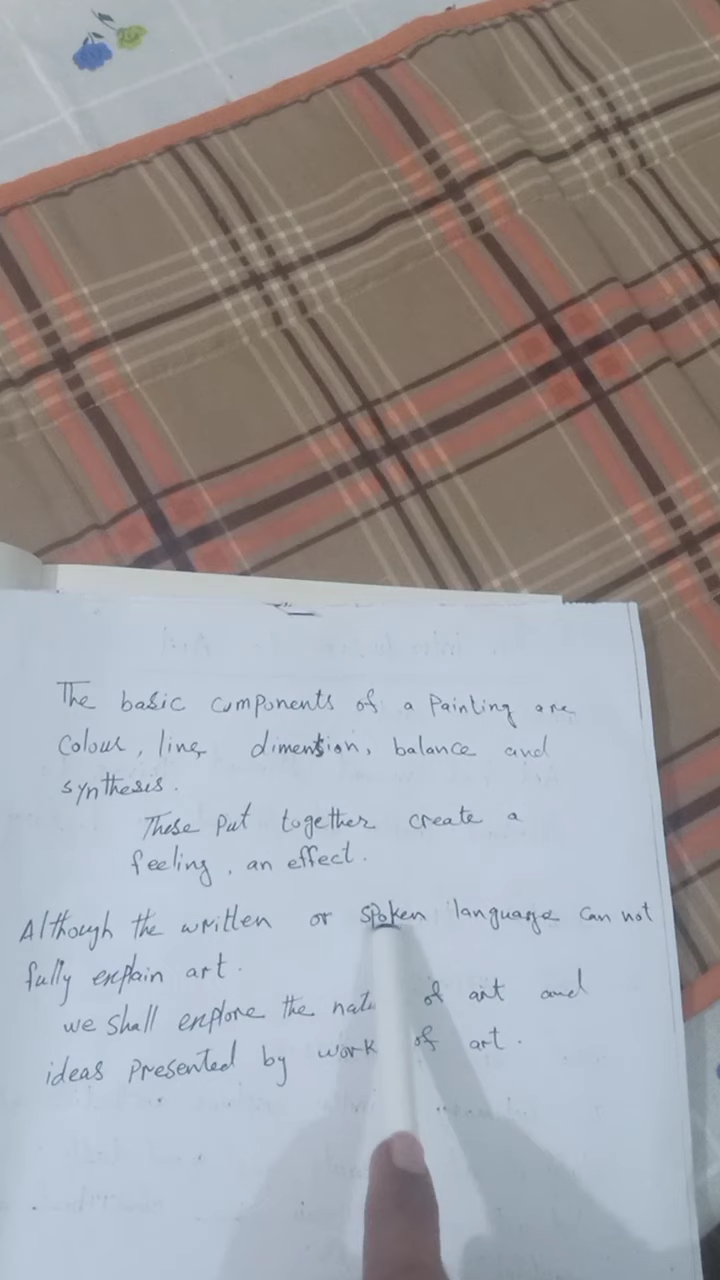 The basic components of a Painting are
Colour, line, dimension, balance and
synthesis.
These put together create a
feeling, an effect.
Although the written or spoken language can not
fully explain art.
we shall explore the of art and
ideas presented by work of art.